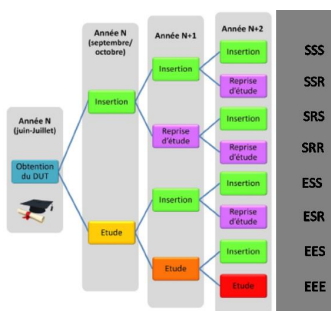 Année N
(juin-Juillet)
Obtention
du DUT
Année N
(septembre/
octobre)
Insertion
Etude
Année N+1
Insertion
Reprise
d'étude
Insertion
Etude
Année N+2
Insertion
Reprise
d'étude
Insertion
Reprise
d'étude
Insertion
Reprise
d'étude
Insertion
Etude
SSS
SSR
SRS
SRR
ESS
ESR
EES
EEE